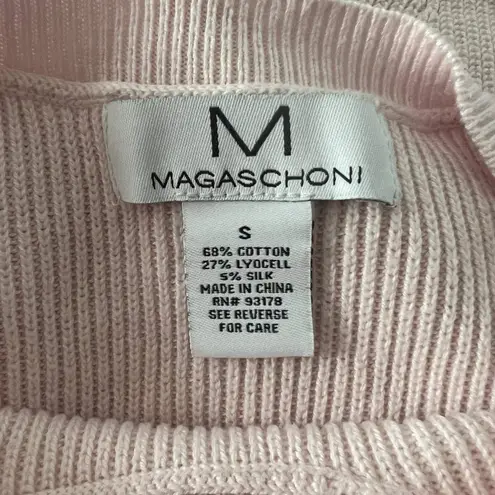 M
MAGASCHONI
S
68% COTTON
27% LYOCELL
5% SILK
MADE IN CHINA
RN# 93178
SEE REVERSE
FOR CARE